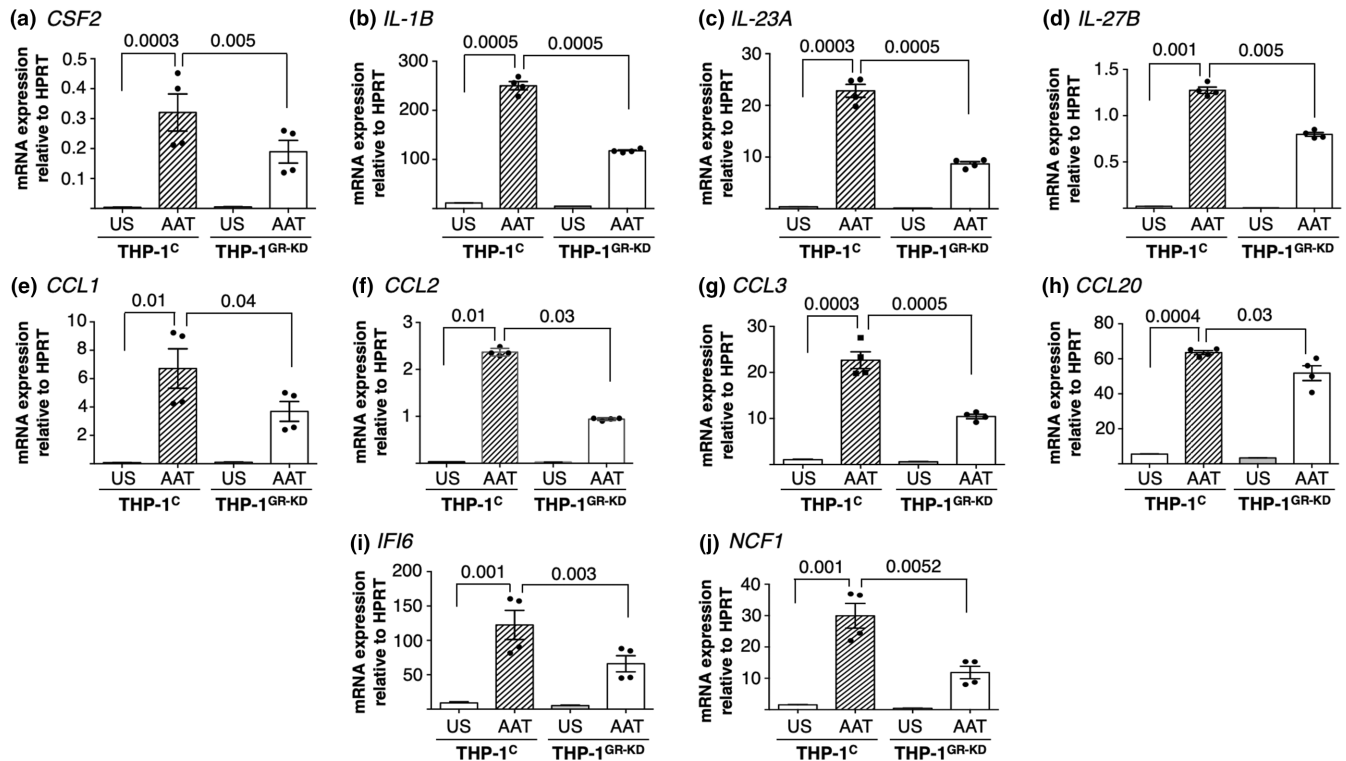 (a) CSF2
0.0003 0.005
mRNA expression
relative to HPRT
0.5
0.4
0.3
0.2
0.1
US AAT US AAT
THP-1C THP-1GR-KD
(b) IL-1B
0.0005 0.0005
mRNA expression
relative to HPRT
300
200
100
US AAT US AAT
THP-1C THP-1GR-KD
(c) IL-23A
0.0003 0.0005
mRNA expression
relative to HPRT
30
20
10
US AAT US AAT
THP-1C THP-1GR-KD
(d) IL-27B
0.001 0.005
mRNA expression
relative to HPRT
1.5
1.0
0.5
US AAT US AAT
THP-1C THP-1GR-KD
(e) CCL1
0.01 0.04
mRNA expression
relative to HPRT
10
8
6
4
2
US AAT US AAT
THP-1C THP-1GR-KD
(f) CCL2
0.01 0.03
mRNA expression
relative to HPRT
3
2
1
US AAT US AAT
THP-1C THP-1GR-KD
(g) CCL3
0.0003 0.0005
mRNA expression
relative to HPRT
30
20
10
US AAT US AAT
THP-1C THP-1GR-KD
(h) CCL20
0.0004 0.03
mRNA expression
relative to HPRT
80
60
40
20
US AAT US AAT
THP-1C THP-1GR-KD
(i) IFI6
0.001 0.003
mRNA expression
relative to HPRT
200
150
100
50
US AAT US AAT
THP-1C THP-1GR-KD
(j) NCF1
0.001 0.0052
mRNA expression
relative to HPRT
40
30
20
10
US AAT US AAT
THP-1C THP-1GR-KD